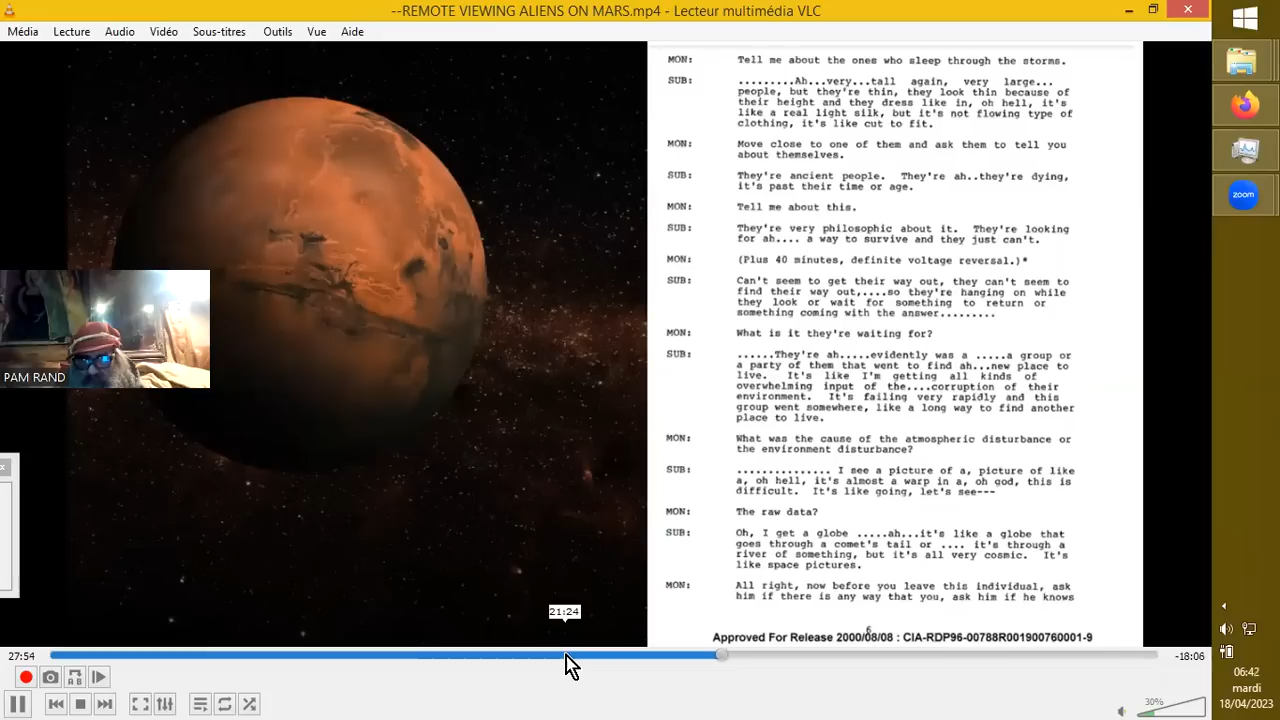 --REMOTE VIEWING ALIENS ON MARS.mp4 - Lecteur multimédia VLC
Média Lecture Audio Vidéo Sous-titres Outils Vue Aide
MON: Tell me about the ones who sleep through the storms.
SUB: .........Ah...very...tall again, very large...
people, but they're thin, they look thin because of
their height and they dress like in, oh hell, it's
like a real light silk, but it's not flowing type of
clothing, it's like cut to fit.
MON: Move close to one of them and ask them to tell you
about themselves.
SUB: They're ancient people. They're ah..they're dying,
it's past their time or age.
MON: Tell me about this.
SUB: They're very philosophic about it. They're looking
for ah.... a way to survive and they just can't.
MON: (Plus 40 minutes, definite voltage reversal.)*
SUB: Can't seem to get their way out, they can't seem to
find their way out,....so they're hanging on while
they look or wait for something to return or
something coming with the answer.........
MON: What is it they're waiting for?
SUB: ......They're ah.....evidently was a .....a group or
a party of them that went to find ah...new place to
live. It's like I'm getting all kinds of
overwhelming input of the....corruption of their
environment. It's failing very rapidly and this
group went somewhere, like a long way to find another
place to live.
MON: What was the cause of the atmospheric disturbance or
the environment disturbance?
SUB: ............... I see a picture of a, picture of like
a, oh hell, it's almost a warp in a, oh god, this is
difficult. It's like going, let's see---
MON: The raw data?
SUB: Oh, I get a globe .....ah...it's like a globe that
goes through a comet's tail or .... it's through a
river of something, but it's all very cosmic. It's
like space pictures.
MON: All right, now before you leave this individual, ask
him if there is any way that you, ask him if he knows
6
Approved For Release 2000/08/08 : CIA-RDP96-00788R001900760001-9
PAM RAND
21:24
27:54
-18:06
30%
zoom
06:42
mardi
18/04/2023